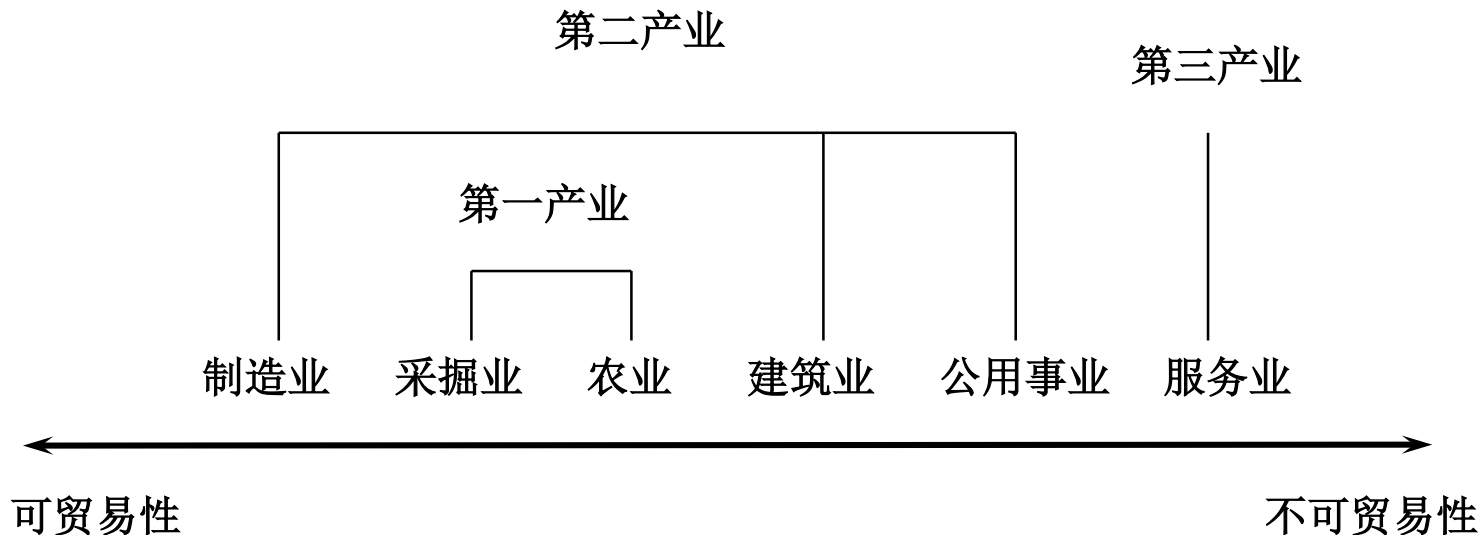 第二产业
第三产业
第一产业
制造业 采掘业 农业 建筑业 公用事业 服务业
可贸易性 不可贸易性